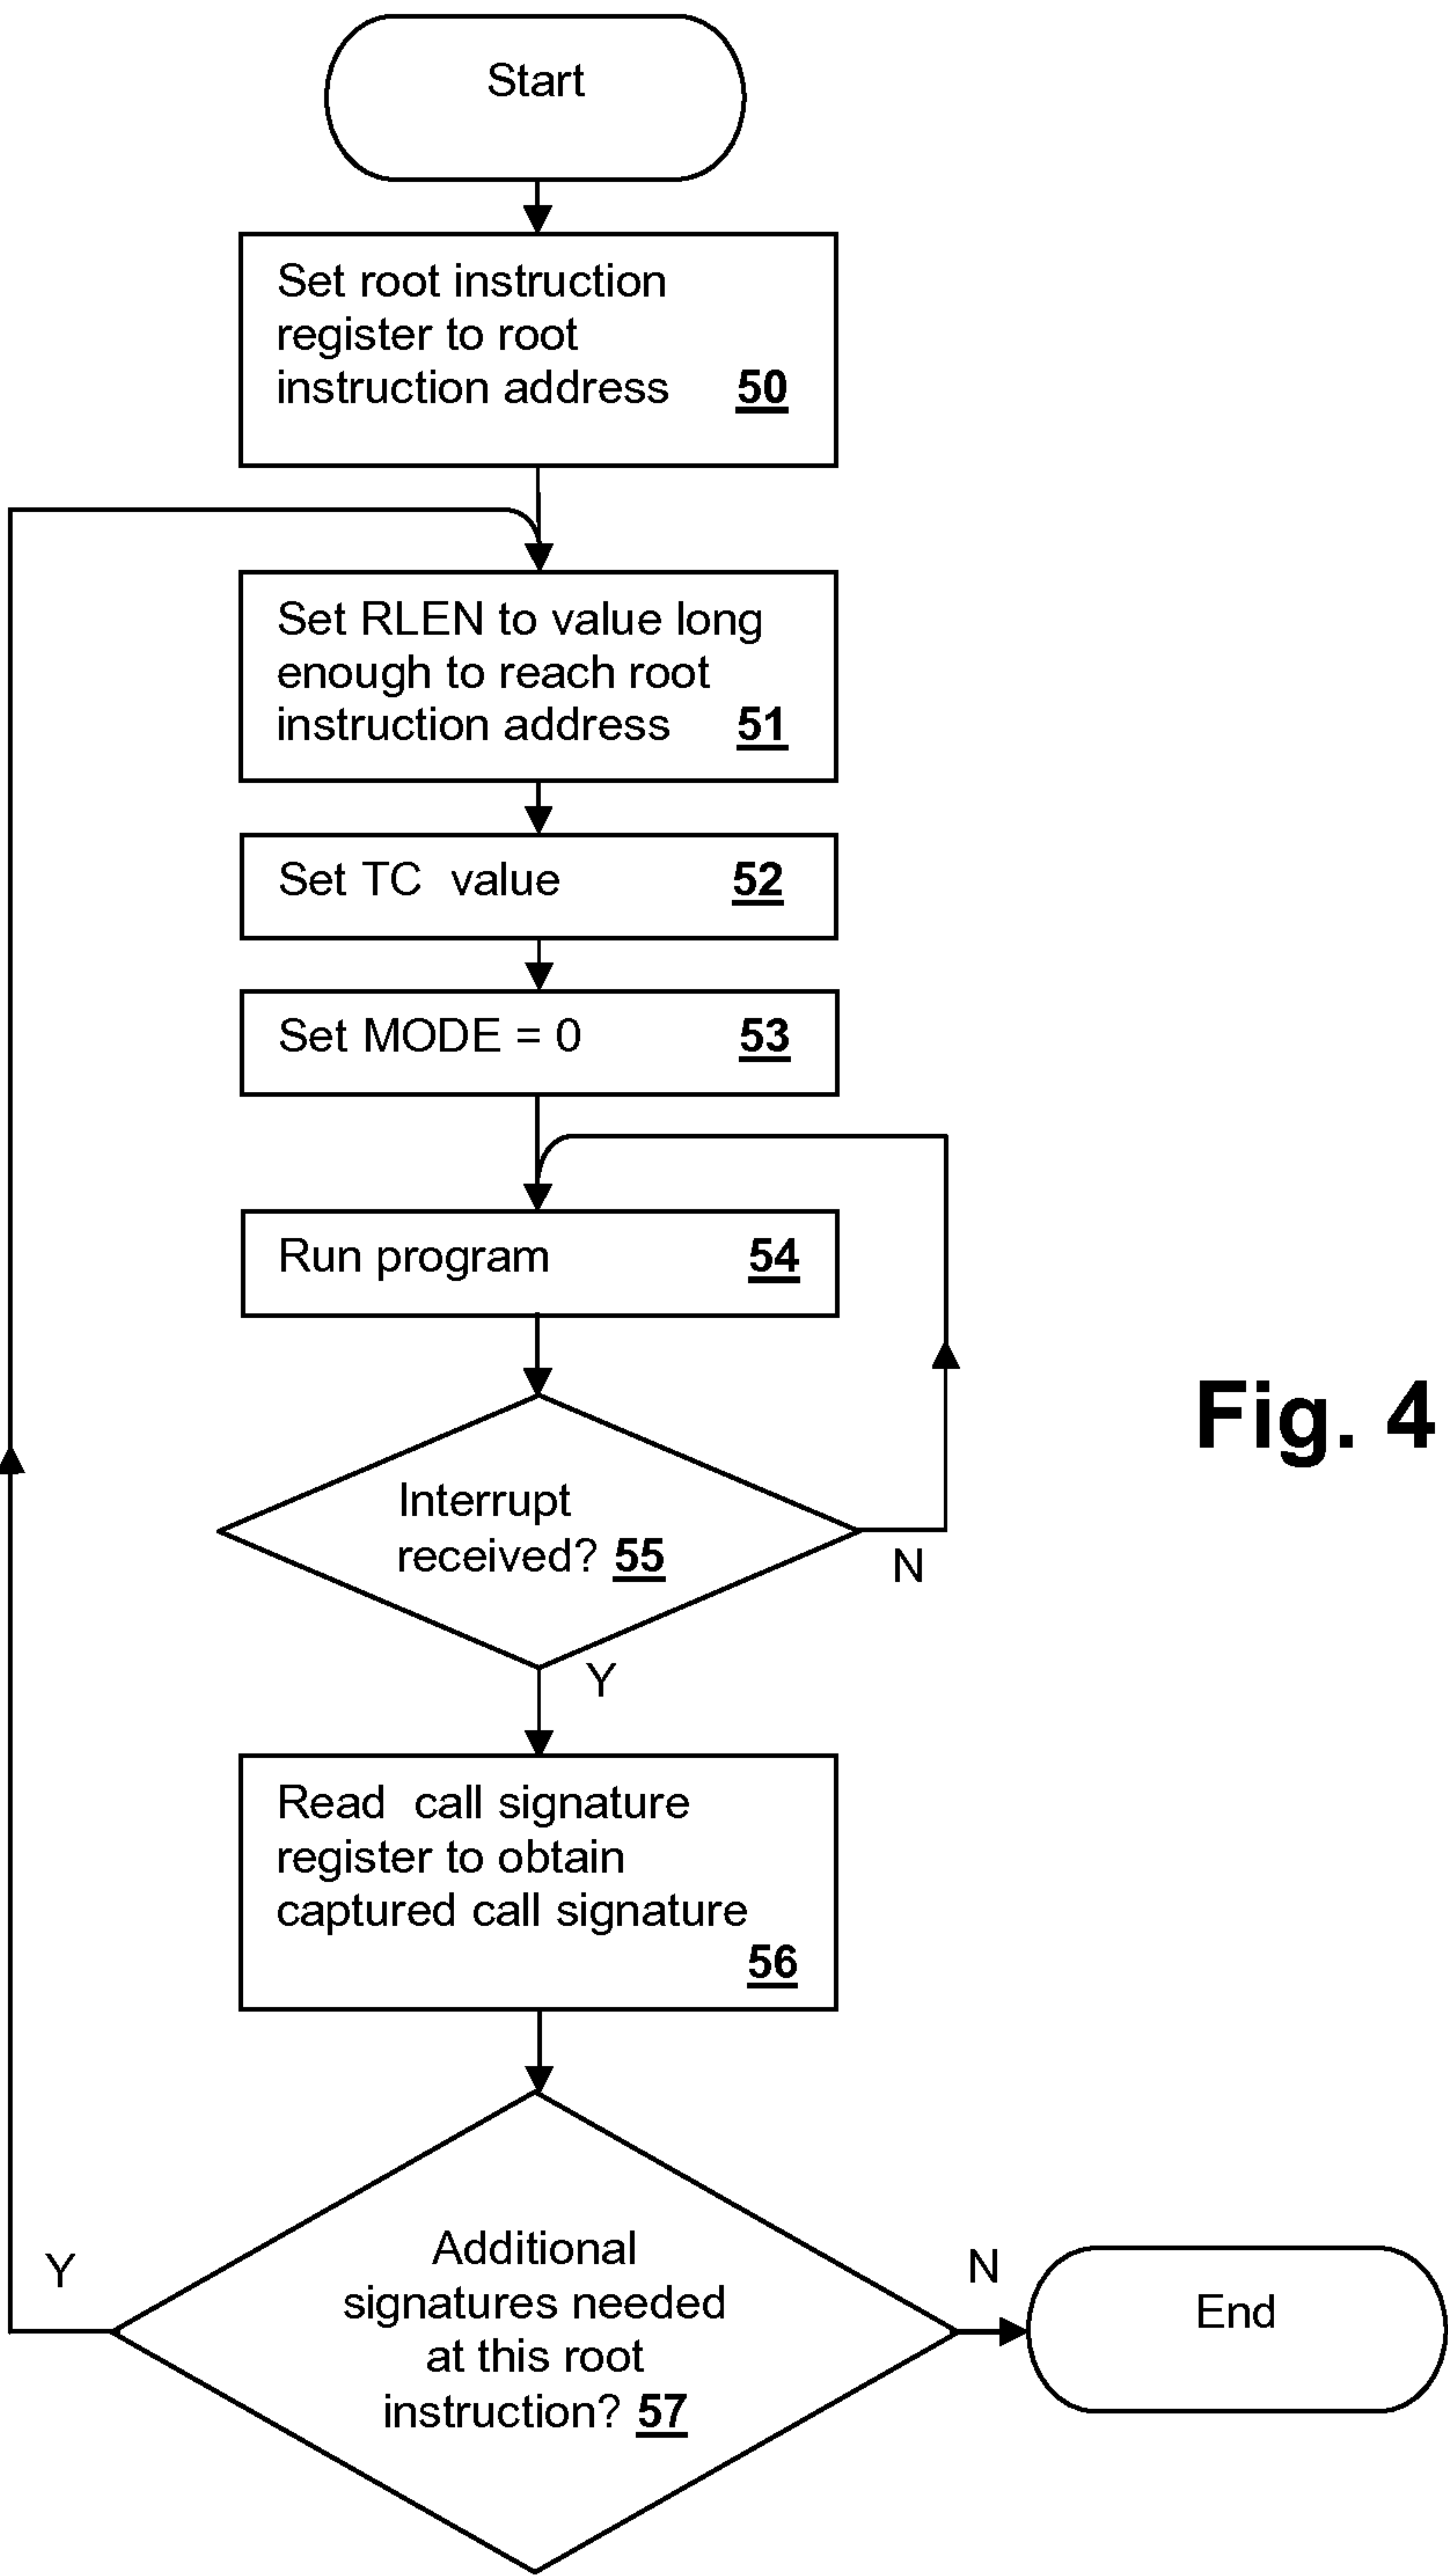 Start
Set root instruction
register to root
instruction address 50
Set RLEN to value long
enough to reach root
instruction address 51
Set TC value 52
Set MODE = 0 53
Run program 54
Interrupt
received? 55
N
Y
Fig. 4
Read call signature
register to obtain
captured call signature
56
Additional
signatures needed
at this root
instruction? 57
Y
N
End